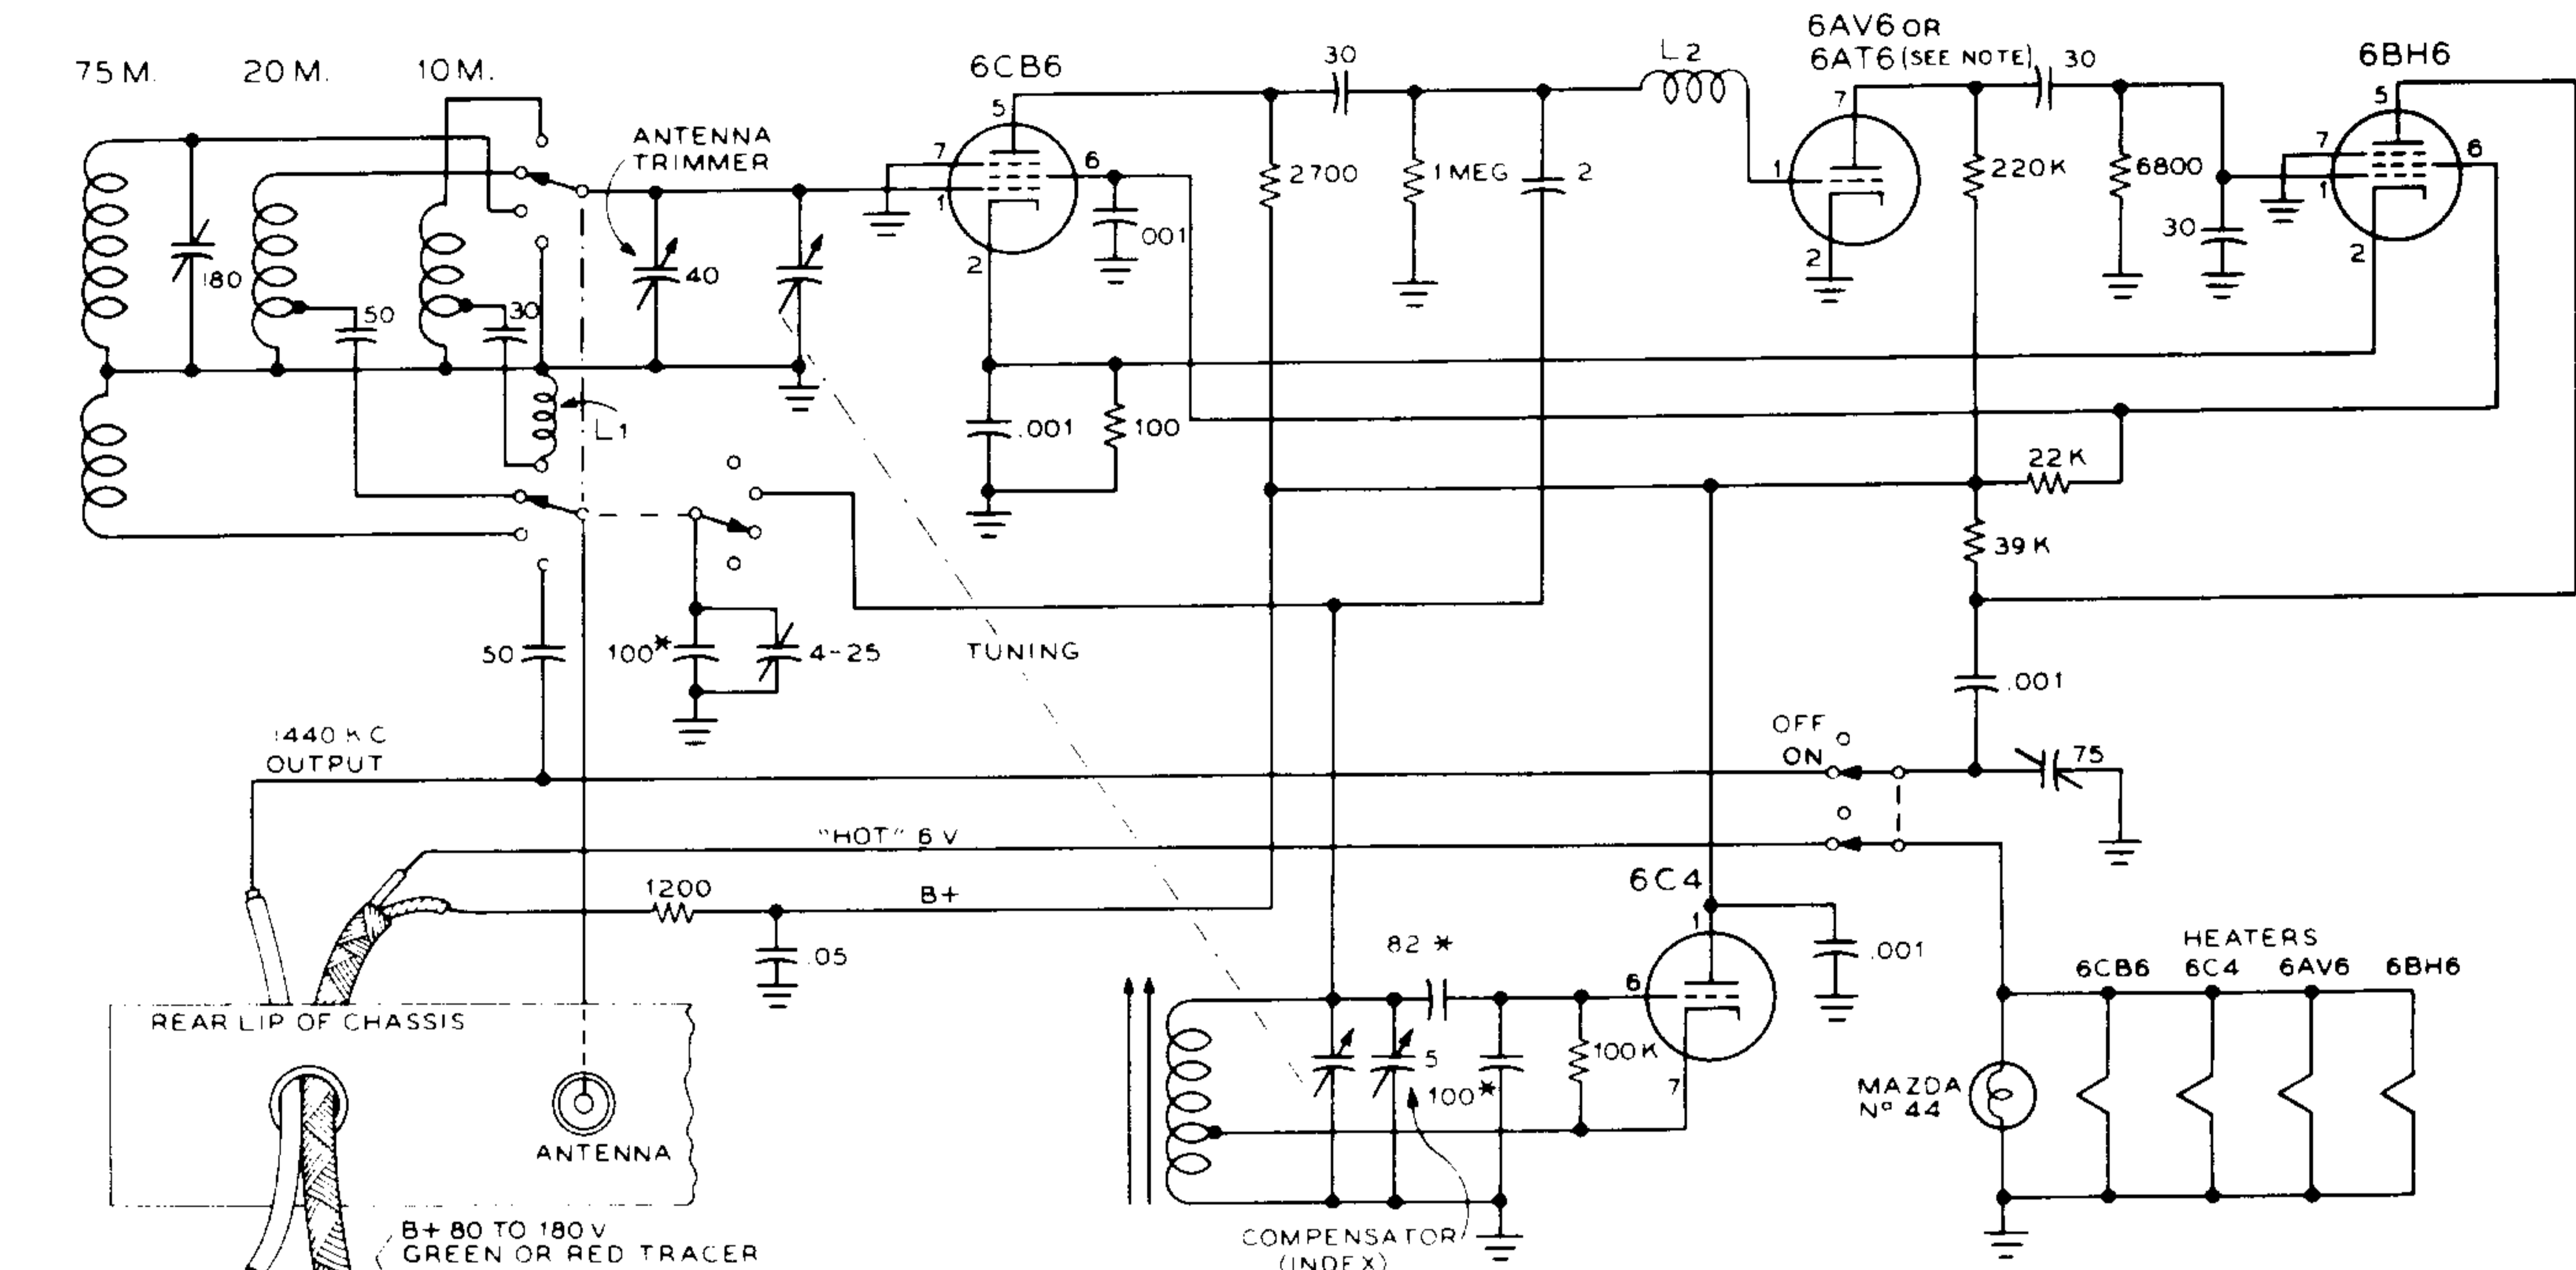 75 M.
20 M.
10 M.
ANTENNA
TRIMMER
180
50
30
40
L1
6CB6
5
7
6
1
2
001
.001
100
2700
30
1 MEG
2
L2
6AV6 OR
6AT6 (SEE NOTE)
7
1
2
30
220K
6800
30
6BH6
5
7
6
1
2
22 K
39 K
.001
50
100*
4-25
TUNING
1440 KC
OUTPUT
OFF
ON
75
"HOT" 6 V
1200
B+
.05
6C4
1
6
7
.001
82 *
5
100*
100K
COMPENSATOR
(INDEX)
HEATERS
6CB6 6C4 6AV6 6BH6
MAZDA
Nº 44
REAR LIP OF CHASSIS
ANTENNA
B+ 80 TO 180 V
GREEN OR RED TRACER